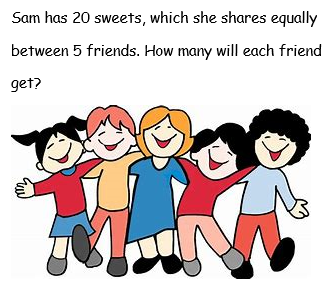 Sam has 20 sweets, which she shares equally
between 5 friends. How many will each friend
get?